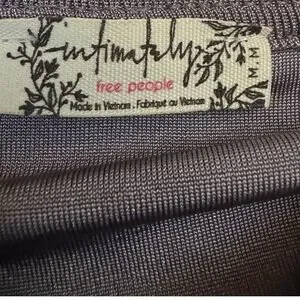 intimately
free people
Made in Vietnam . Fabriqué au Vietnam
M.M